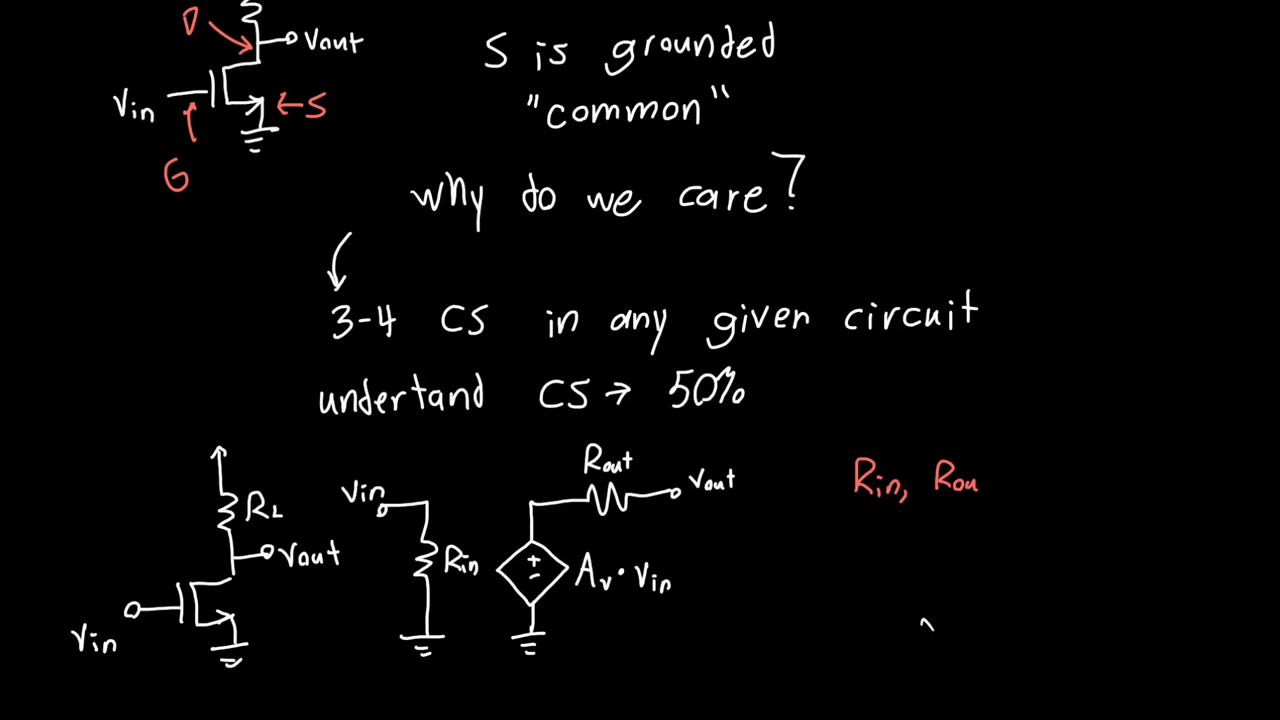 D
Vout
S is grounded
Vin
S
"common"
G
why do we care?
3-4 CS in any given circuit
undertand CS → 50%
Rout
Vin
Vout
Rin, Rou
RL
Vout
Rin
+
-
Av·Vin
Vin